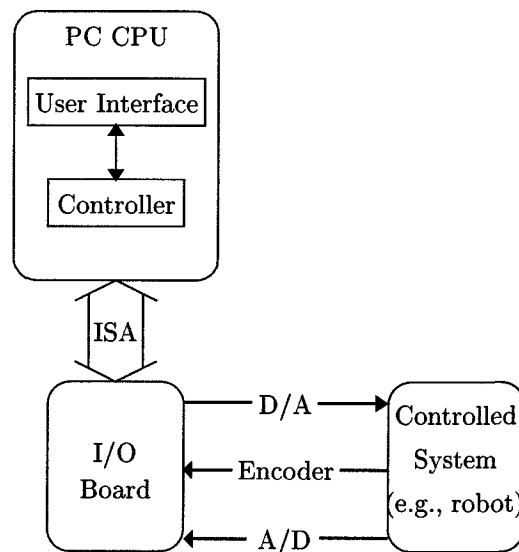 PC CPU
User Interface
Controller
ISA
I/O
Board
D/A
Encoder
A/D
Controlled
System
(e.g., robot)